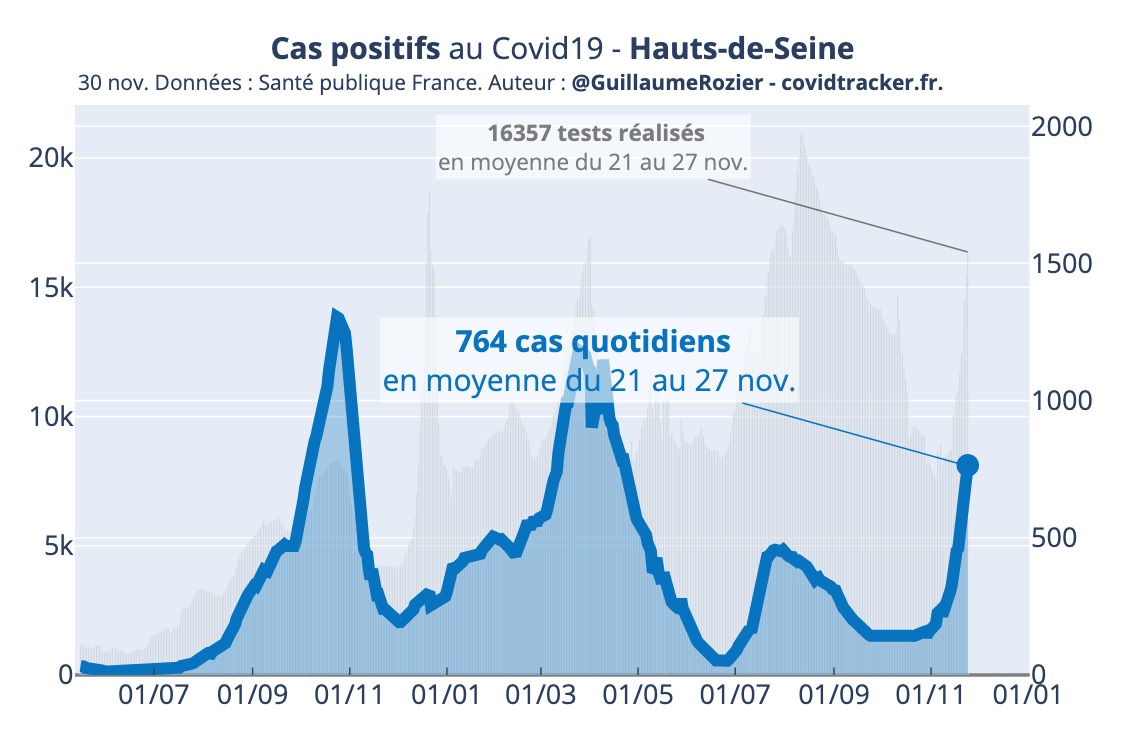 Cas positifs au Covid19 - Hauts-de-Seine
30 nov. Données : Santé publique France. Auteur : @GuillaumeRozier - covidtracker.fr.
16357 tests réalisés
en moyenne du 21 au 27 nov.
764 cas quotidiens
en moyenne du 21 au 27 nov.
20k
15k
10k
5k
0
2000
1500
1000
500
0
01/07 01/09 01/11 01/01 01/03 01/05 01/07 01/09 01/11 01/01